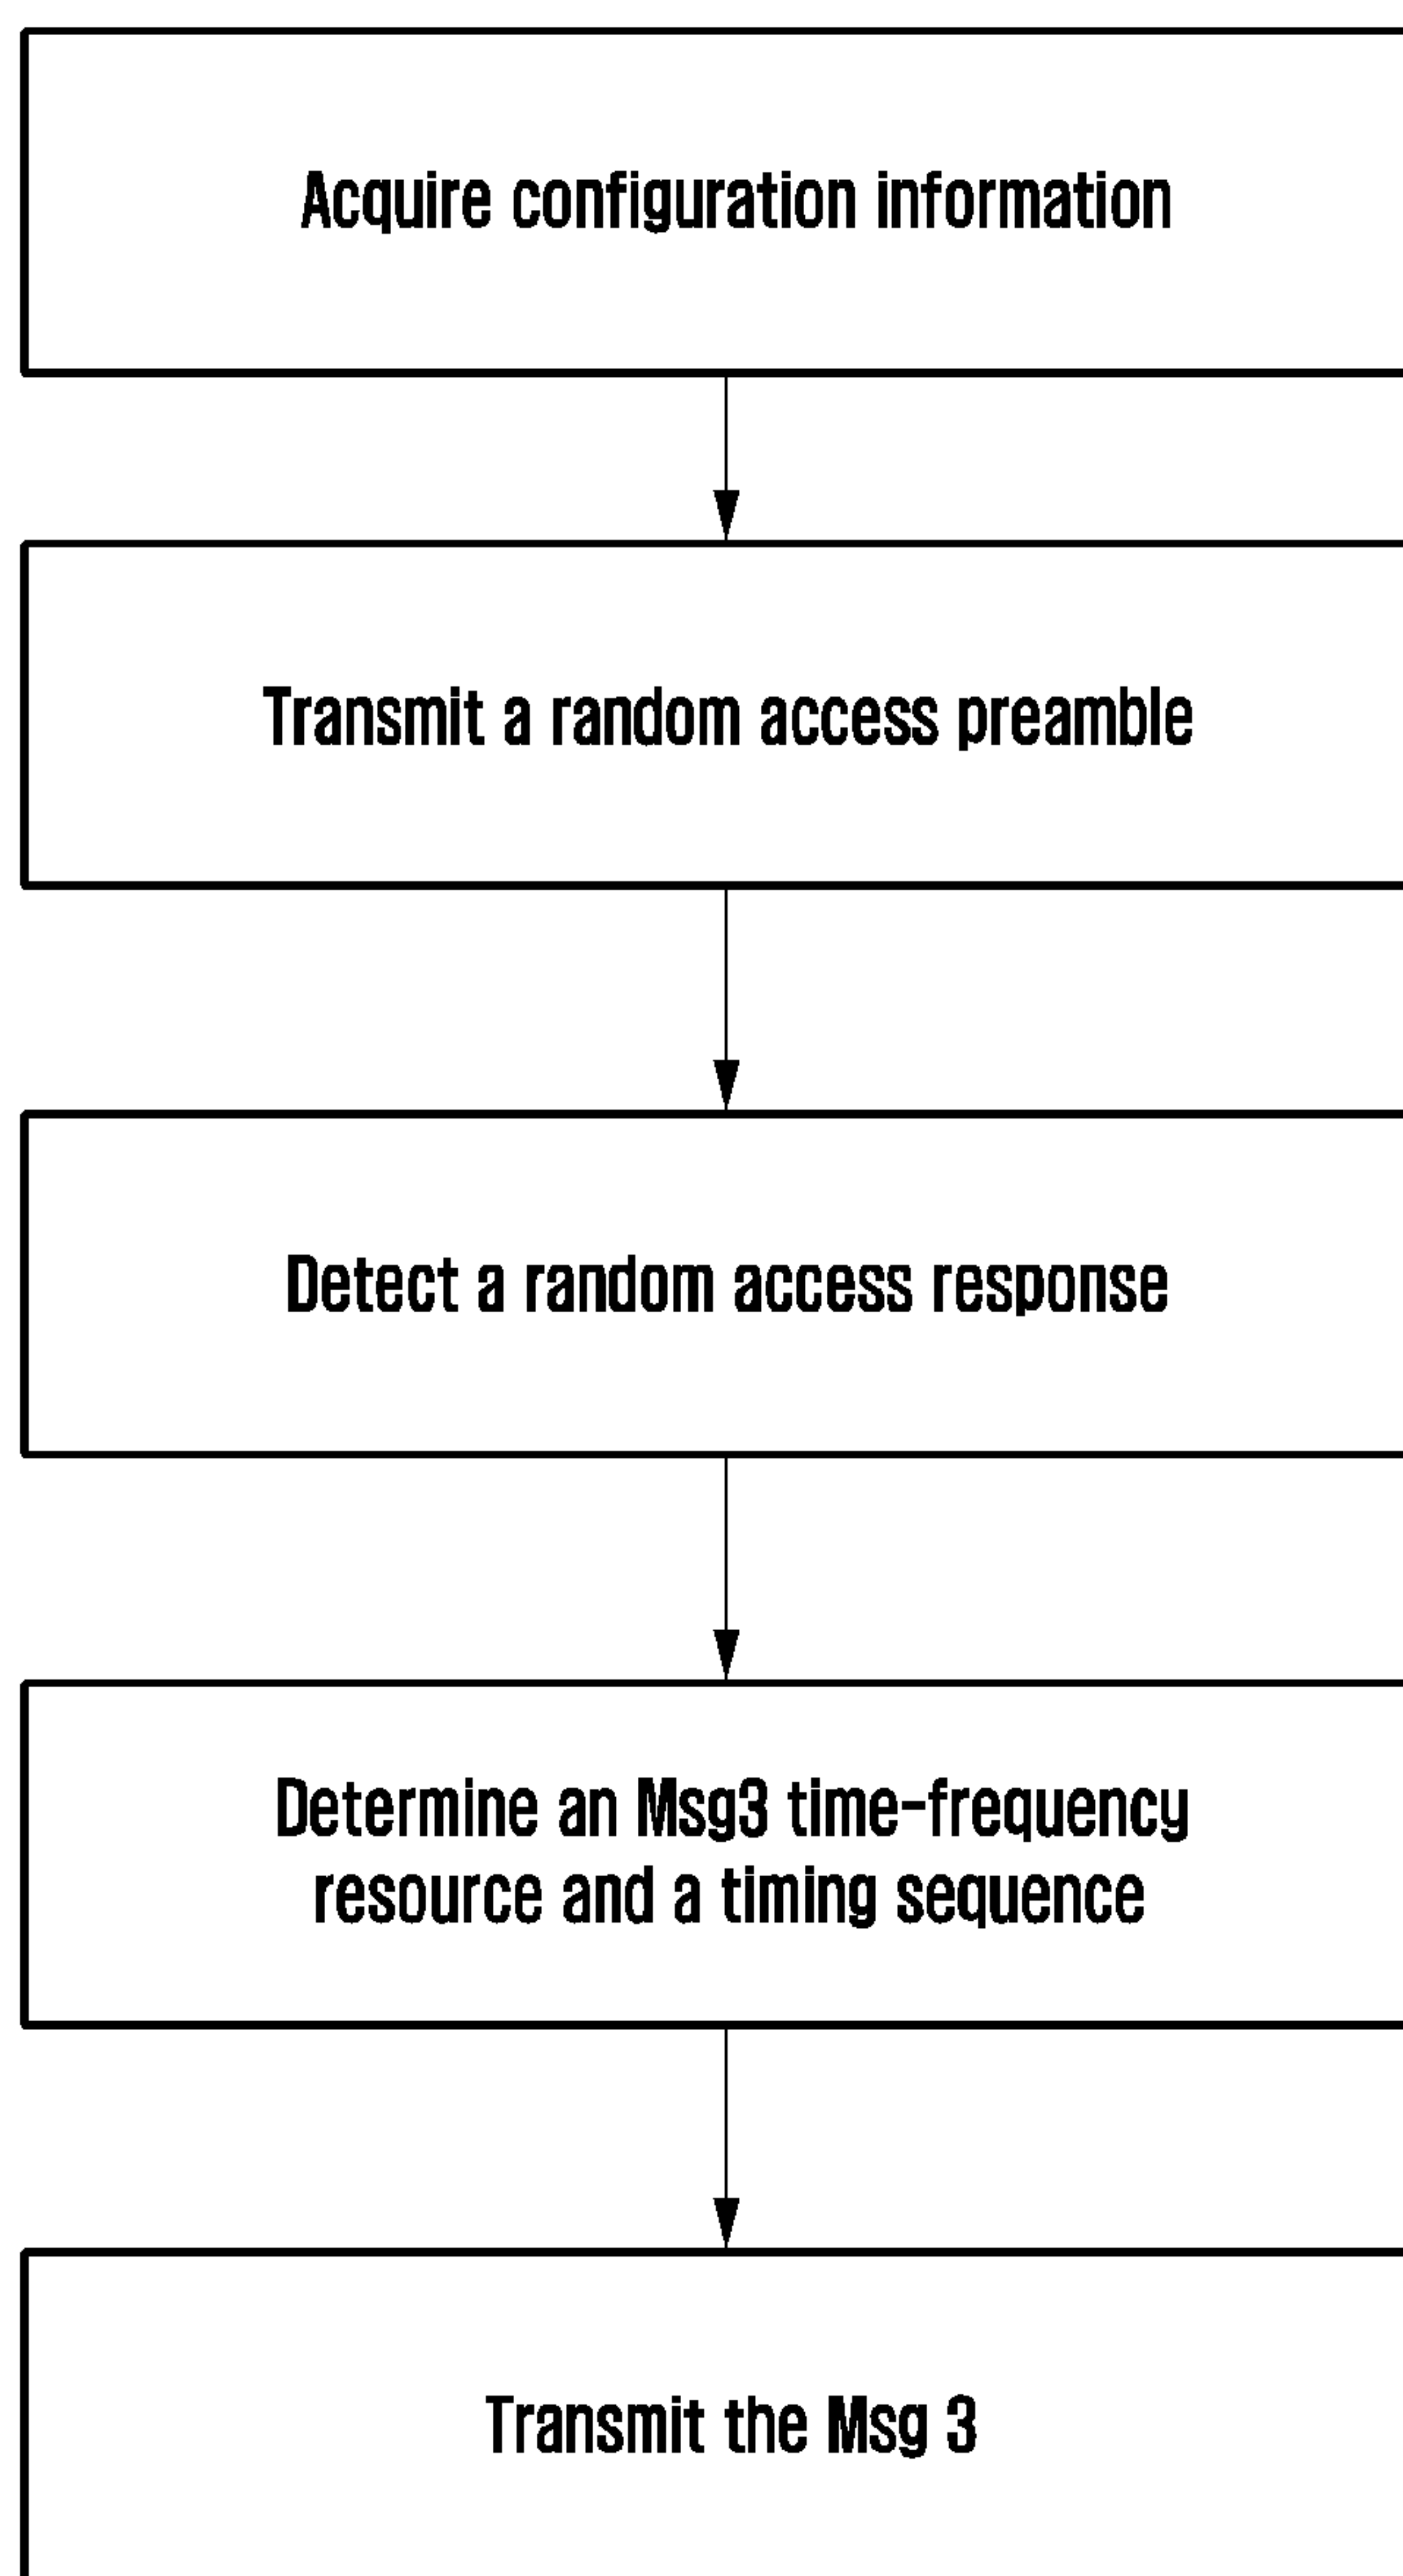 Acquire configuration information
Transmit a random access preamble
Detect a random access response
Determine an Msg3 time-frequency
resource and a timing sequence
Transmit the Msg 3